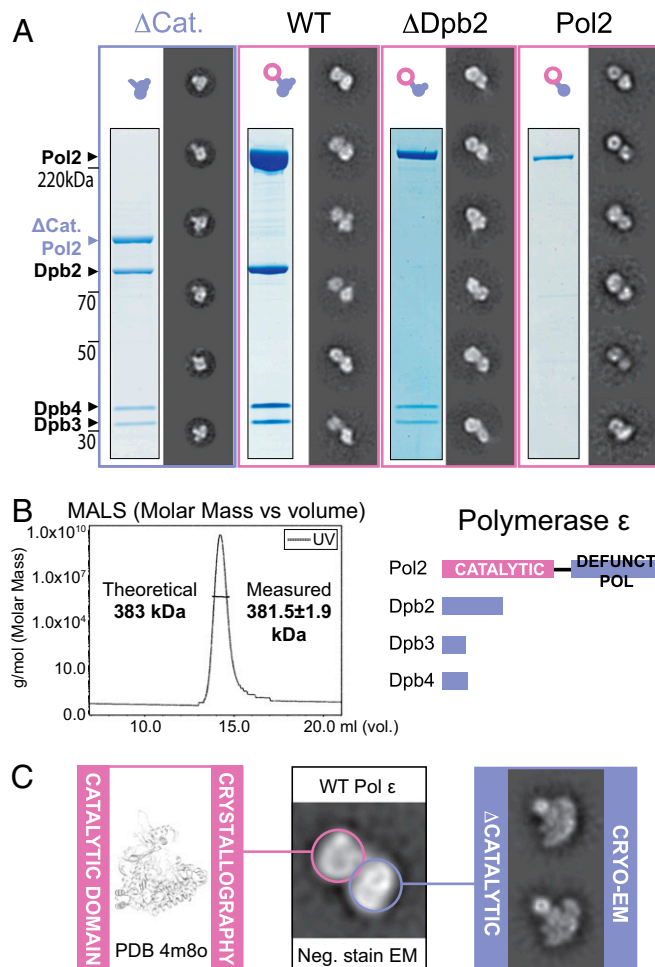 A
ΔCat.
WT
ΔDpb2
Pol2
Pol2
220kDa
ΔCat.
Pol2
Dpb2
70
50
Dpb4
Dpb3
30
B
MALS (Molar Mass vs volume)
g/mol (Molar Mass)
1.0x10¹⁰
1.0x10⁷
1.0x10⁴
10.0
0.0
UV
Theoretical
383 kDa
Measured
381.5±1.9
kDa
10.0
15.0
20.0 ml (vol.)
Polymerase ε
Pol2
CATALYTIC
DEFUNCT
POL
Dpb2
Dpb3
Dpb4
C
CATALYTIC DOMAIN
PDB 4m8o
CRYSTALLOGRAPHY
WT Pol ε
Neg. stain EM
ΔCATALYTIC
CRYO-EM